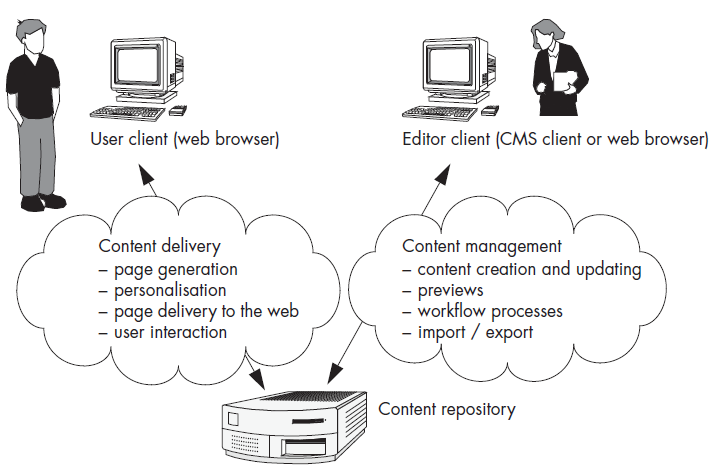 User client (web browser)
Editor client (CMS client or web browser)
Content delivery
– page generation
– personalisation
– page delivery to the web
– user interaction
Content management
– content creation and updating
– previews
– workflow processes
– import / export
Content repository